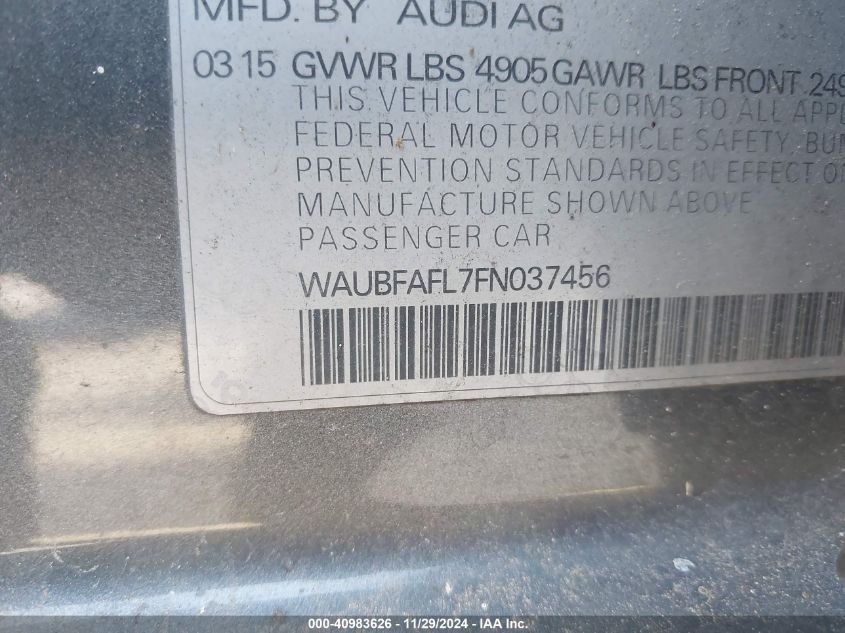 MFD. BY AUDI AG
03 15 GVWR LBS 4905 GAWR LBS FRONT 249
THIS VEHICLE CONFORMS TO ALL
FEDERAL MOTOR VEHICLE SAFETY,
PREVENTION STANDARDS IN EFFECT
MANUFACTURE SHOWN ABOVE
PASSENGER CAR
WAUBFAFL7FN037456
000-40983626 - 11/29/2024 - IAA Inc.